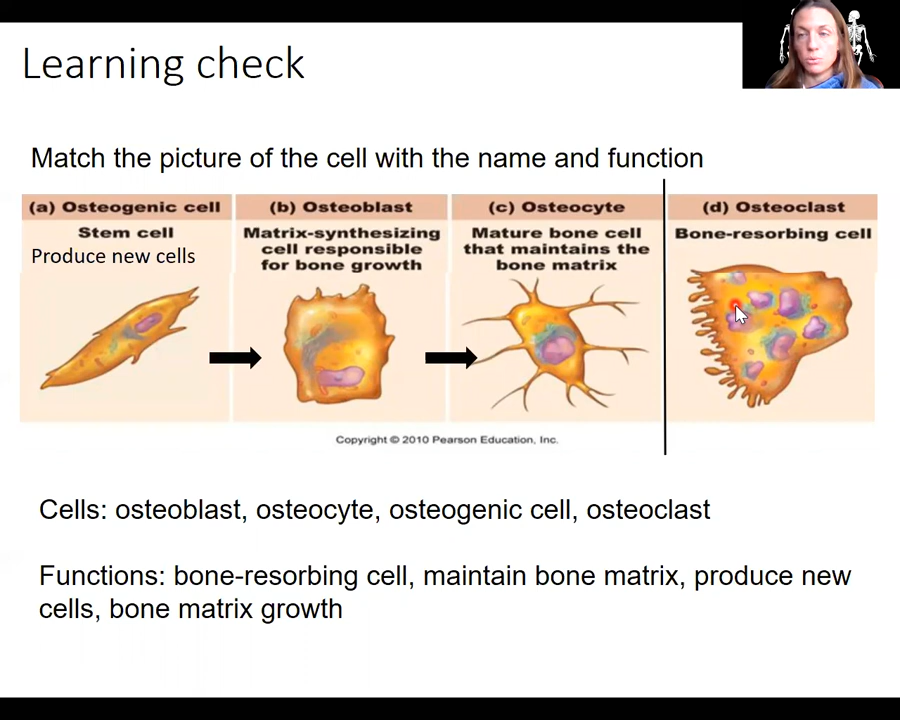 Learning check
Match the picture of the cell with the name and function
(a) Osteogenic cell
Stem cell
Produce new cells
(b) Osteoblast
Matrix-synthesizing
cell responsible
for bone growth
(c) Osteocyte
Mature bone cell
that maintains the
bone matrix
(d) Osteoclast
Bone-resorbing cell
Copyright © 2010 Pearson Education, Inc.
Cells: osteoblast, osteocyte, osteogenic cell, osteoclast
Functions: bone-resorbing cell, maintain bone matrix, produce new
cells, bone matrix growth